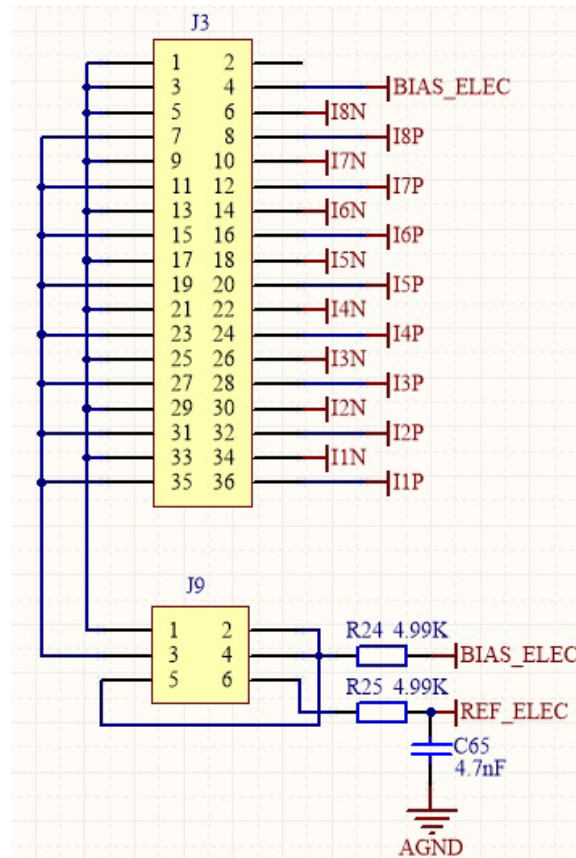 J3
1 2
3 4 BIAS_ELEC
5 6 I8N
7 8 I8P
9 10 I7N
11 12 I7P
13 14 I6N
15 16 I6P
17 18 I5N
19 20 I5P
21 22 I4N
23 24 I4P
25 26 I3N
27 28 I3P
29 30 I2N
31 32 I2P
33 34 I1N
35 36 I1P
J9
1 2 R24 4.99K
3 4 BIAS_ELEC
5 6 R25 4.99K
REF_ELEC
C65
4.7nF
AGND